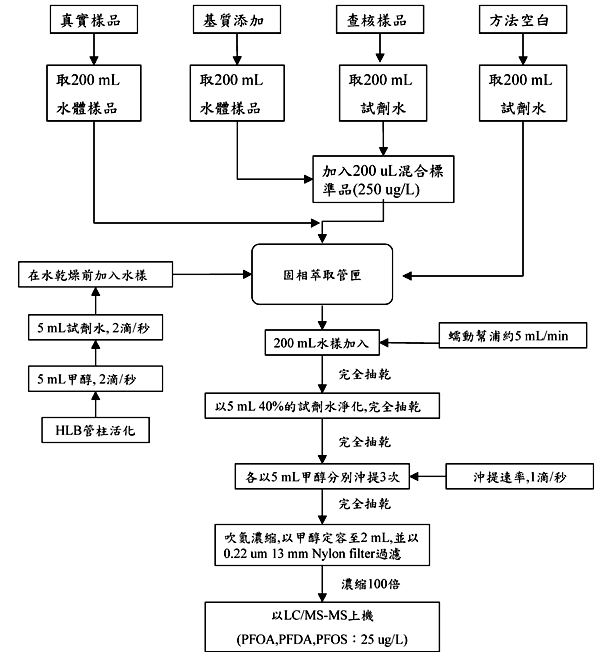 真實樣品
基質添加
查核樣品
方法空白
取200 mL
水體樣品
取200 mL
水體樣品
取200 mL
試劑水
取200 mL
試劑水
加入200 uL混合標
準品(250 ug/L)
在水乾燥前加入水樣
固相萃取管匣
5 mL試劑水, 2滴/秒
200 mL水樣加入
蠕動幫浦約5 mL/min
完全抽乾
5 mL甲醇, 2滴/秒
以5 mL 40%的試劑水淨化,完全抽乾
HLB管柱活化
完全抽乾
各以5 mL甲醇分別沖提3次
沖提速率,1滴/秒
完全抽乾
吹氮濃縮,以甲醇定容至2 mL,並以
0.22 um 13 mm Nylon filter過濾
濃縮100倍
以LC/MS-MS上機
(PFOA,PFDA,PFOS：25 ug/L)